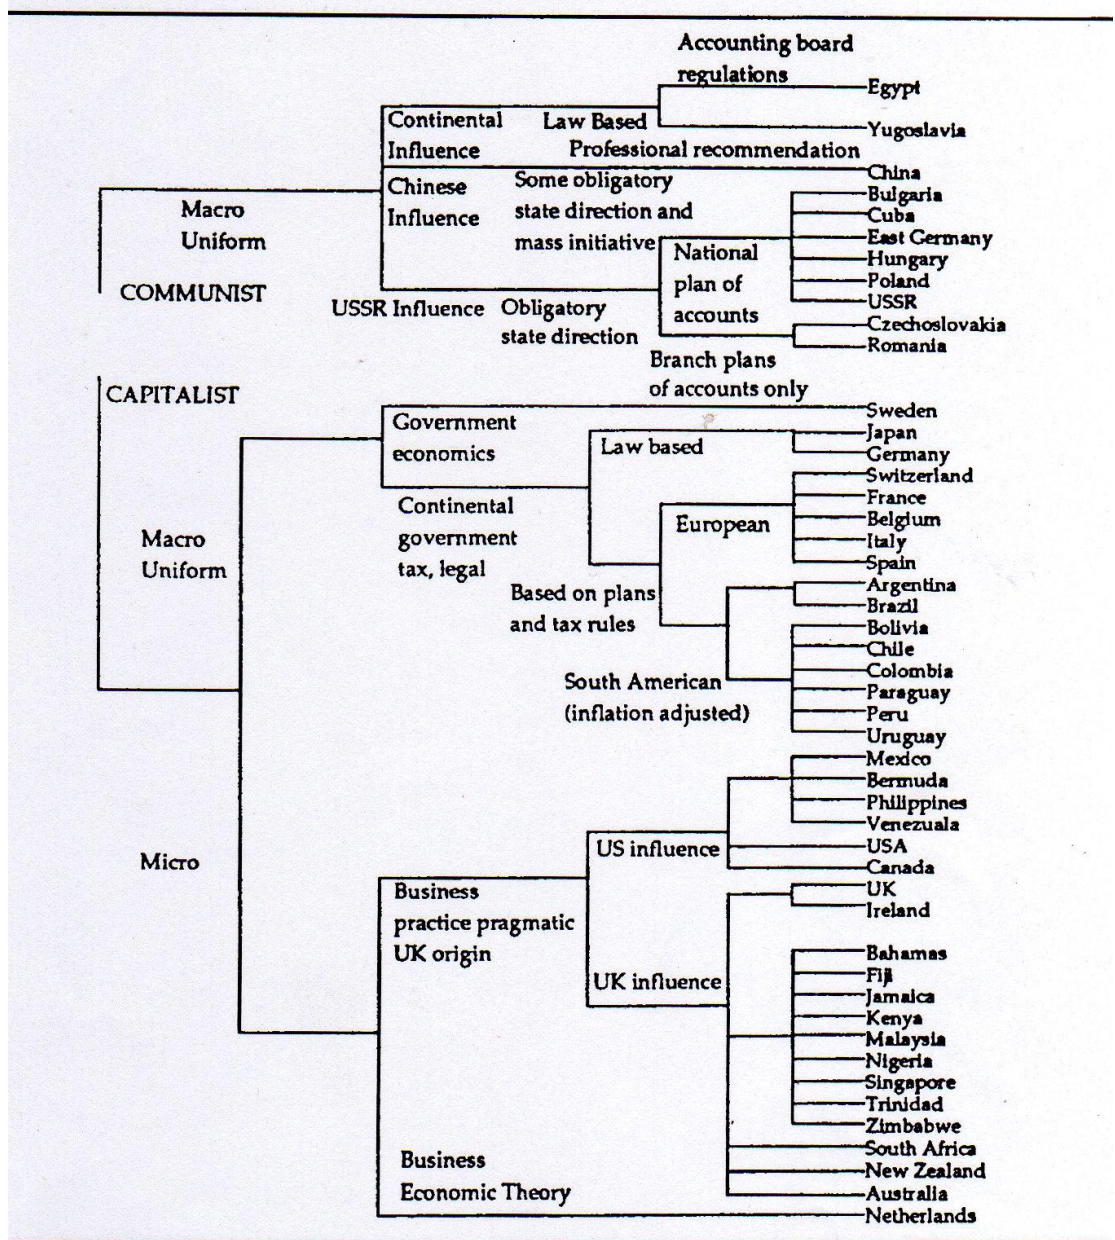 Accounting board
regulations
Egypt
Continental Law Based
Yugoslavia
Influence Professional recommendation
China
Chinese Some obligatory
Bulgaria
Influence state direction and
Cuba
Macro
Uniform
mass initiative
East Germany
National
Hungary
plan of
Poland
COMMUNIST
accounts
USSR
USSR Influence Obligatory
state direction
Czechoslovakia
Romania
Branch plans
of accounts only
CAPITALIST
Sweden
Government
economics
Law based
Japan
Germany
Switzerland
Continental
government
tax, legal
European
France
Belgium
Macro
Uniform
Italy
Spain
Based on plans
and tax rules
Argentina
Brazil
Bolivia
Chile
Colombia
South American
(inflation adjusted)
Paraguay
Peru
Uruguay
Mexico
Bermuda
Philippines
Venezuala
US influence
USA
Micro
Canada
Business
practice pragmatic
UK origin
UK
Ireland
UK influence
Bahamas
Fiji
Jamaica
Kenya
Malaysia
Nigeria
Singapore
Trinidad
Zimbabwe
South Africa
Business
Economic Theory
New Zealand
Australia
Netherlands